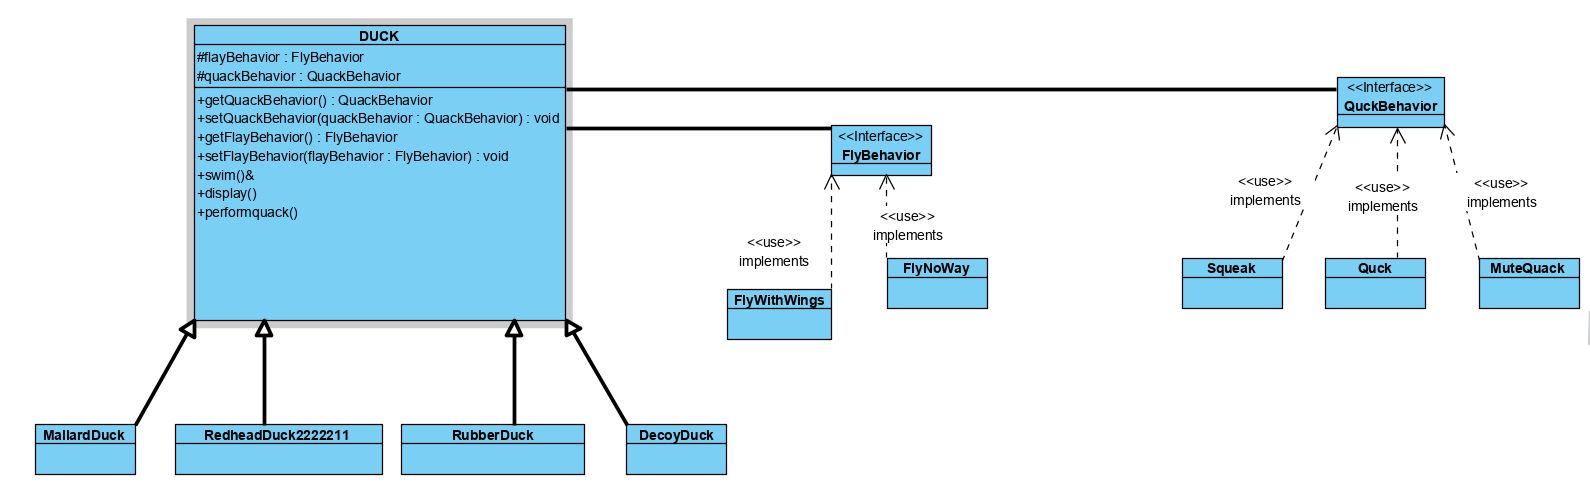 DUCK
#flayBehavior : FlyBehavior
#quackBehavior : QuackBehavior
+getQuackBehavior() : QuackBehavior
+setQuackBehavior(quackBehavior : QuackBehavior) : void
+getFlayBehavior() : FlyBehavior
+setFlayBehavior(flayBehavior : FlyBehavior) : void
+swim()&
+display()
+performquack()
<<Interface>>
FlyBehavior
<<Interface>>
QuckBehavior
<<use>>
implements
<<use>>
implements
<<use>>
implements
<<use>>
implements
<<use>>
implements
FlyWithWings
FlyNoWay
Squeak
Quck
MuteQuack
MallardDuck
RedheadDuck2222211
RubberDuck
DecoyDuck